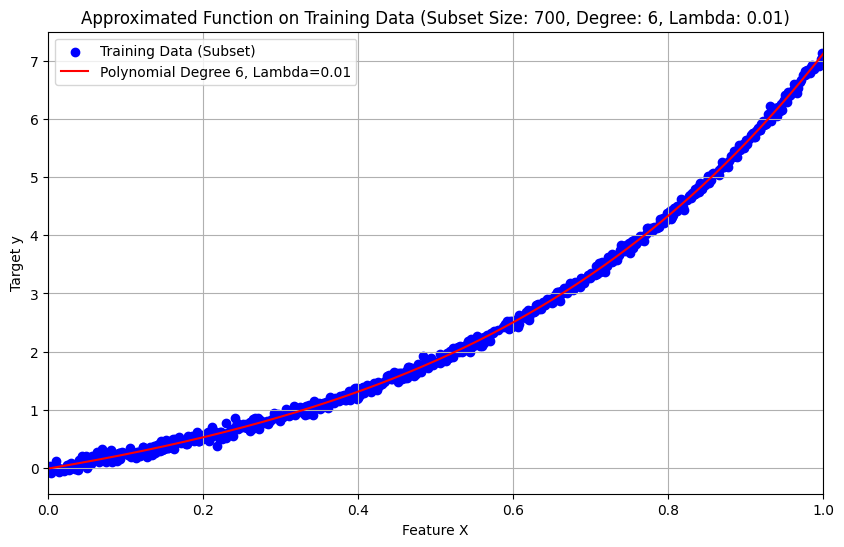 Approximated Function on Training Data (Subset Size: 700, Degree: 6, Lambda: 0.01)
Training Data (Subset)
Polynomial Degree 6, Lambda=0.01
7
6
5
4
3
2
1
0
Target y
0.0 0.2 0.4 0.6 0.8 1.0
Feature X